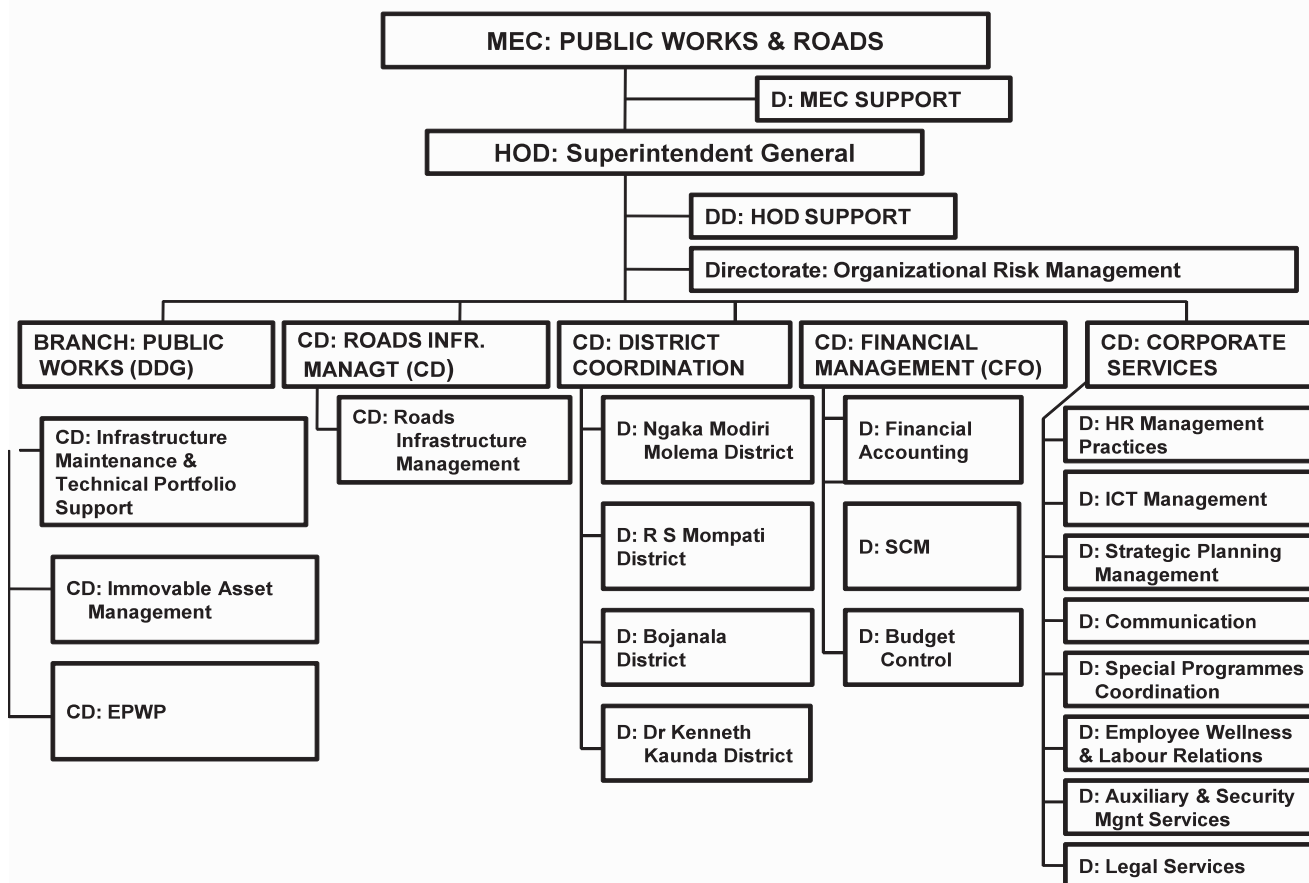 MEC: PUBLIC WORKS & ROADS
D: MEC SUPPORT
HOD: Superintendent General
DD: HOD SUPPORT
Directorate: Organizational Risk Management
BRANCH: PUBLIC
WORKS (DDG)
CD: ROADS INFR.
MANAGT (CD)
CD: DISTRICT
COORDINATION
CD: FINANCIAL
MANAGEMENT (CFO)
CD: CORPORATE
SERVICES
CD: Infrastructure
Maintenance &
Technical Portfolio
Support
CD: Immovable Asset
Management
CD: EPWP
CD: Roads
Infrastructure
Management
D: Ngaka Modiri
Molema District
D: R S Mompati
District
D: Bojanala
District
D: Dr Kenneth
Kaunda District
D: Financial
Accounting
D: SCM
D: Budget
Control
D: HR Management
Practices
D: ICT Management
D: Strategic Planning
Management
D: Communication
D: Special Programmes
Coordination
D: Employee Wellness
& Labour Relations
D: Auxiliary & Security
Mgnt Services
D: Legal Services